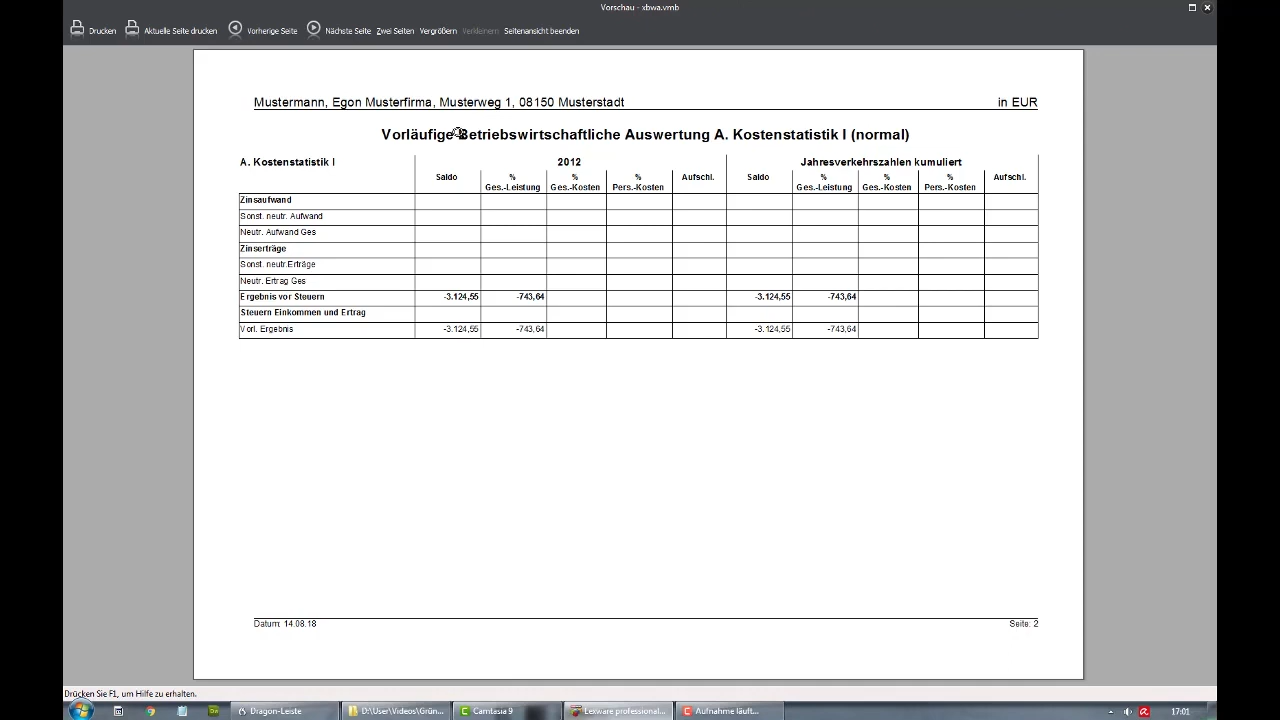 Vorschau - xbwa.vmb
Drucken Aktuelle Seite drucken Vorherige Seite Nächste Seite Zwei Seiten Vergrößern Verkleinern Seitenansicht beenden
Mustermann, Egon Musterfirma, Musterweg 1, 08150 Musterstadt in EUR
Vorläufige Betriebswirtschaftliche Auswertung A. Kostenstatistik I (normal)
A. Kostenstatistik I 2012 Jahresverkehrszahlen kumuliert
Saldo % Ges.-Leistung % Ges.-Kosten % Pers.-Kosten Aufschl. Saldo % Ges.-Leistung % Ges.-Kosten % Pers.-Kosten Aufschl.
Zinsaufwand
Sonst. neutr. Aufwand
Neutr. Aufwand Ges
Zinserträge
Sonst. neutr.Erträge
Neutr. Ertrag Ges
Ergebnis vor Steuern -3.124,55 -743,64 -3.124,55 -743,64
Steuern Einkommen und Ertrag
Vorl. Ergebnis -3.124,55 -743,64 -3.124,55 -743,64
Datum: 14.08.18 Seite: 2
Drücken Sie F1, um Hilfe zu erhalten.
Dragon-Leiste D:\User\Videos\Grün... Camtasia 9 Lexware professional... Aufnahme läuft... 17:01